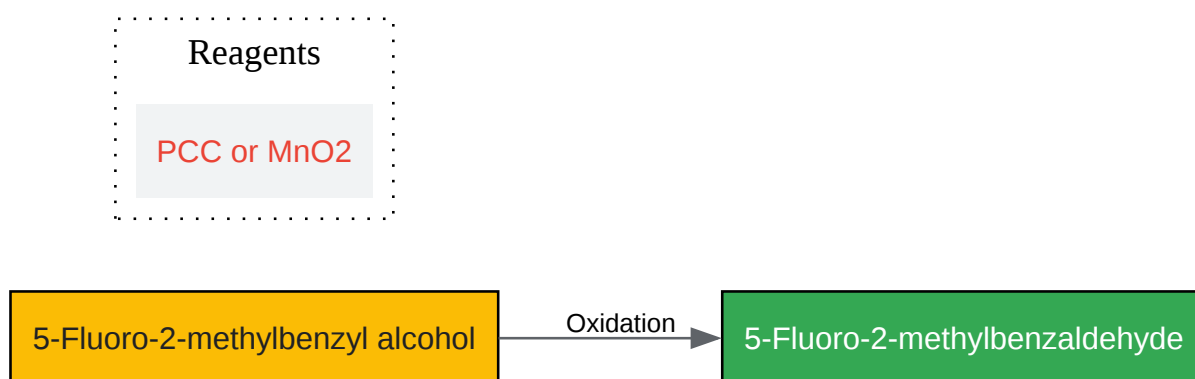 Reagents
PCC or MnO2
5-Fluoro-2-methylbenzyl alcohol
Oxidation
5-Fluoro-2-methylbenzaldehyde